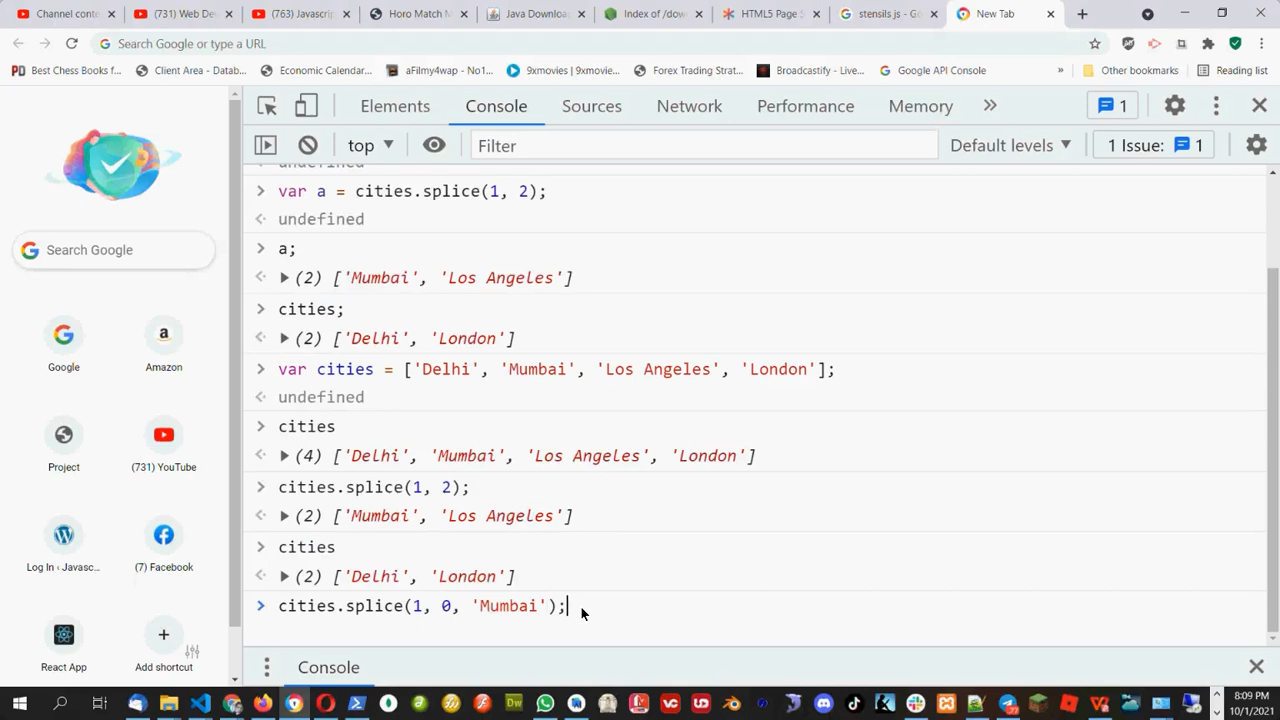 Channel conte
(731) Web De
(763) Javascrip
Horo Match M
Java Downloa
Index of /dow
HTML5 Page S
stensils js - Go
New Tab
Search Google or type a URL
Best Chess Books f...
Client Area - Datab...
Economic Calendar...
aFilmy4wap - No1...
9xmovies | 9xmovie...
Forex Trading Strat...
Broadcastify - Live...
Google API Console
»
Other bookmarks
Reading list
Elements
Console
Sources
Network
Performance
Memory
»
1
top
Filter
Default levels
1 Issue:
1
undefined
var a = cities.splice(1, 2);
undefined
a;
(2) ['Mumbai', 'Los Angeles']
cities;
(2) ['Delhi', 'London']
var cities = ['Delhi', 'Mumbai', 'Los Angeles', 'London'];
undefined
cities
(4) ['Delhi', 'Mumbai', 'Los Angeles', 'London']
cities.splice(1, 2);
(2) ['Mumbai', 'Los Angeles']
cities
(2) ['Delhi', 'London']
cities.splice(1, 0, 'Mumbai');
Console
Search Google
Google
Amazon
Project
(731) YouTube
Log In ‹ Javasc...
(7) Facebook
React App
Add shortcut
8:09 PM
10/1/2021